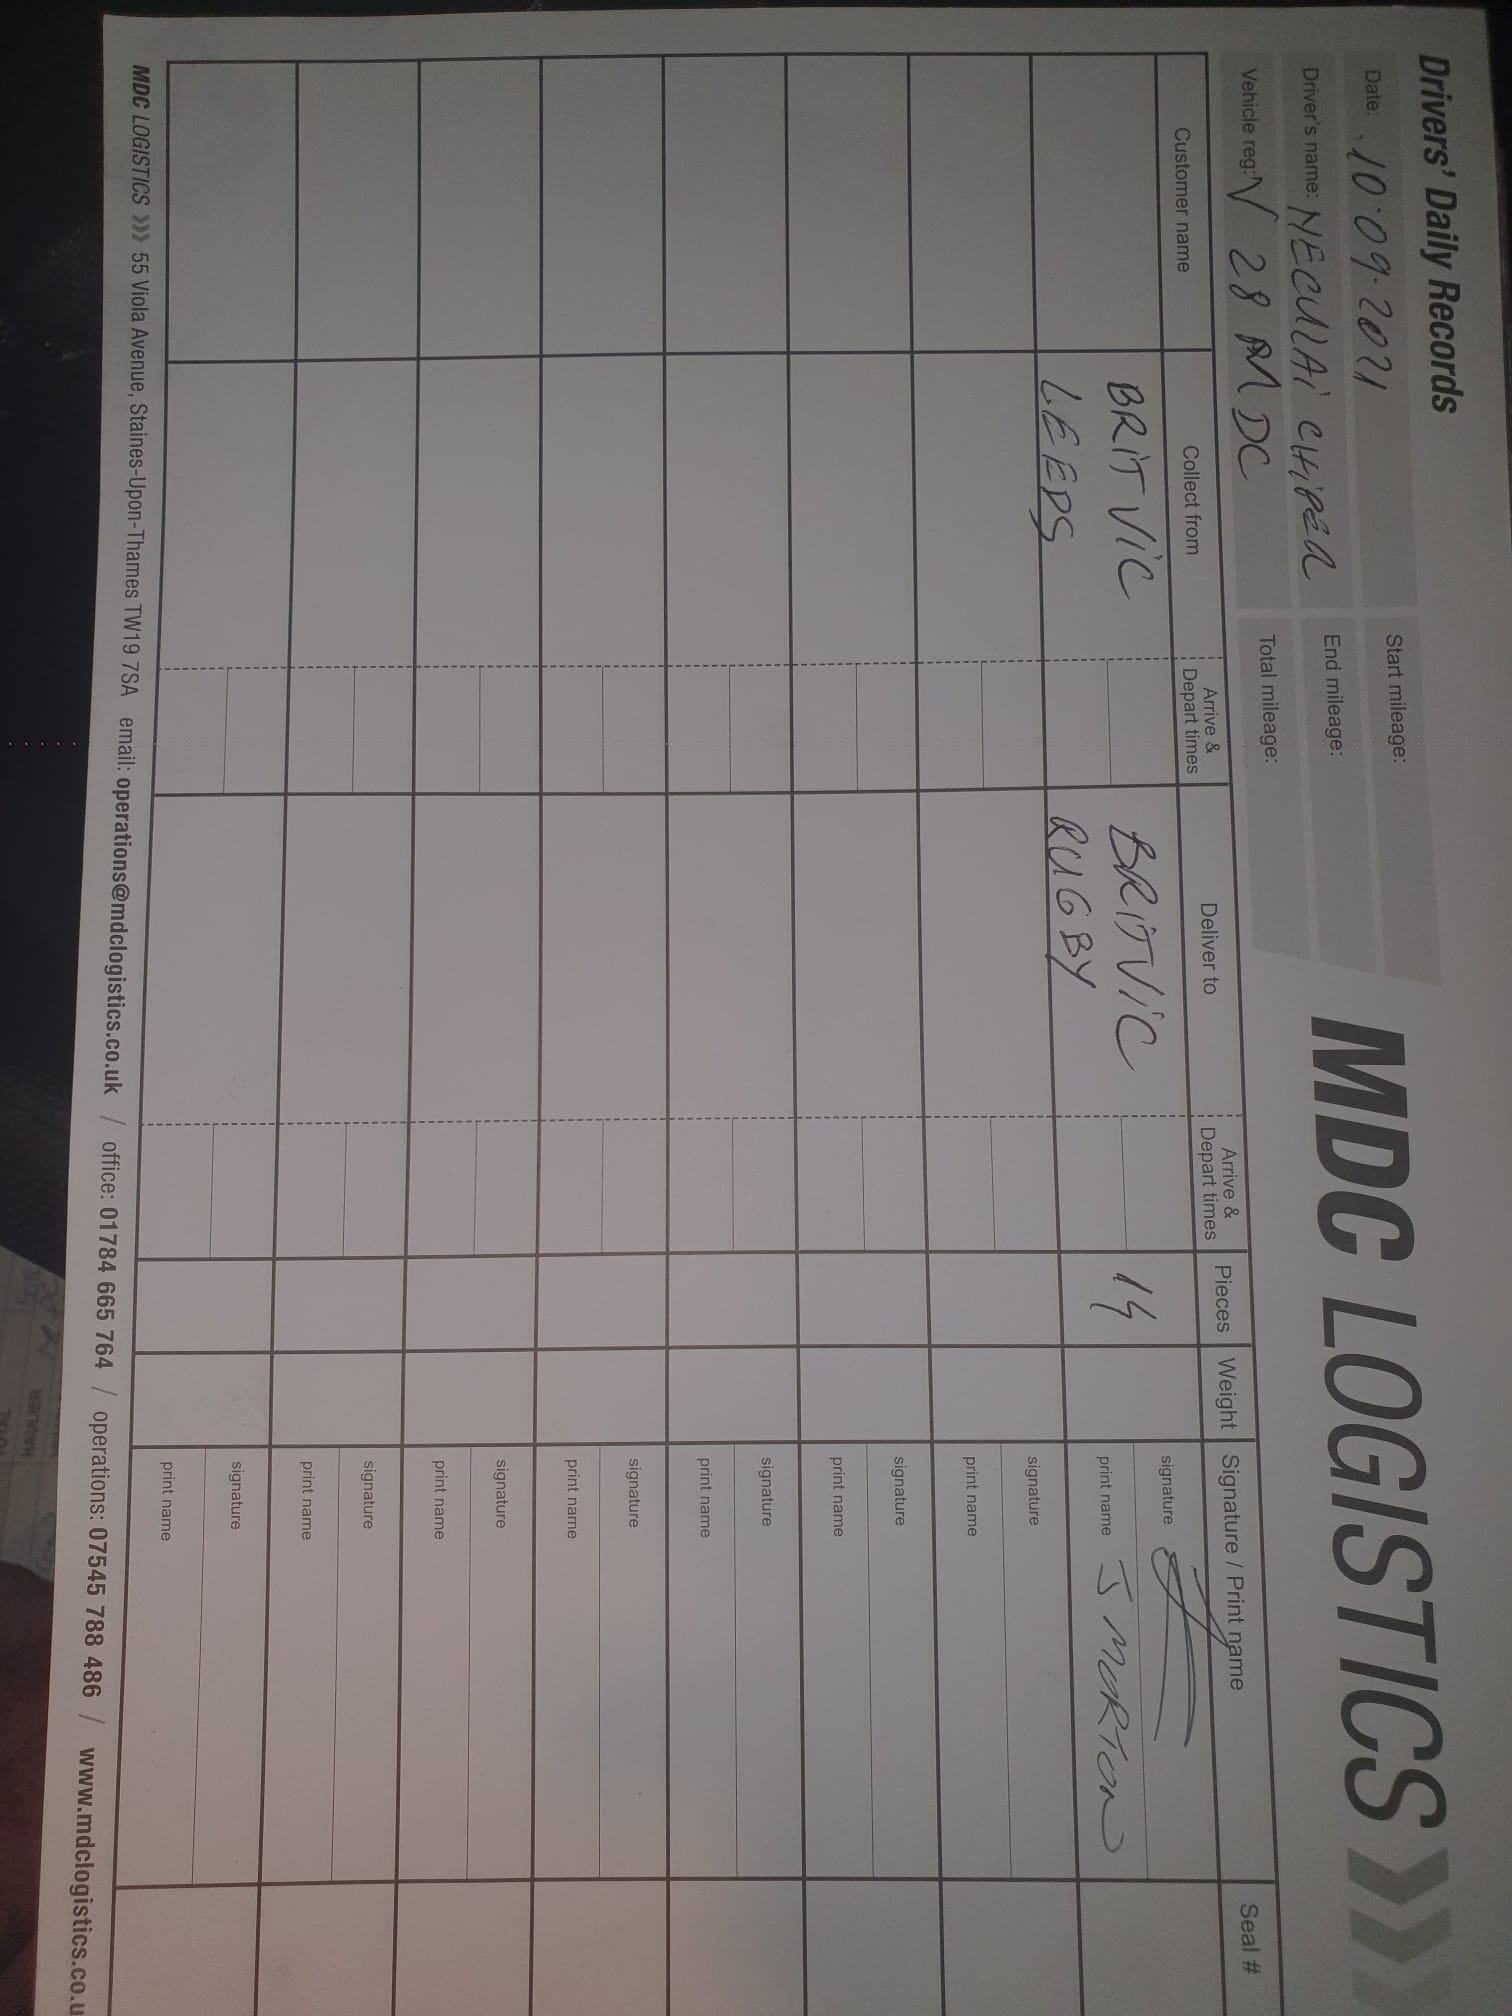 Drivers' Daily Records
MDC LOGISTICS
Date: 10.09.2021
Start mileage:
Driver's name: NECULAI CHIPER
End mileage:
Vehicle reg: V28 MDC
Total mileage:
Customer name Collect from Arrive & Depart times Deliver to Arrive & Depart times Pieces Weight Signature / Print name Seal #
BRITVIC BRITVIC 14 signature
LEEDS RUGBY print name J MORTON
signature
print name
signature
print name
signature
print name
signature
print name
signature
print name
signature
print name
signature
print name
MDC LOGISTICS 55 Viola Avenue, Staines-Upon-Thames TW19 7SA email: operations@mdclogistics.co.uk / office: 01784 665 764 / operations: 07545 788 486 / www.mdclogistics.co.u